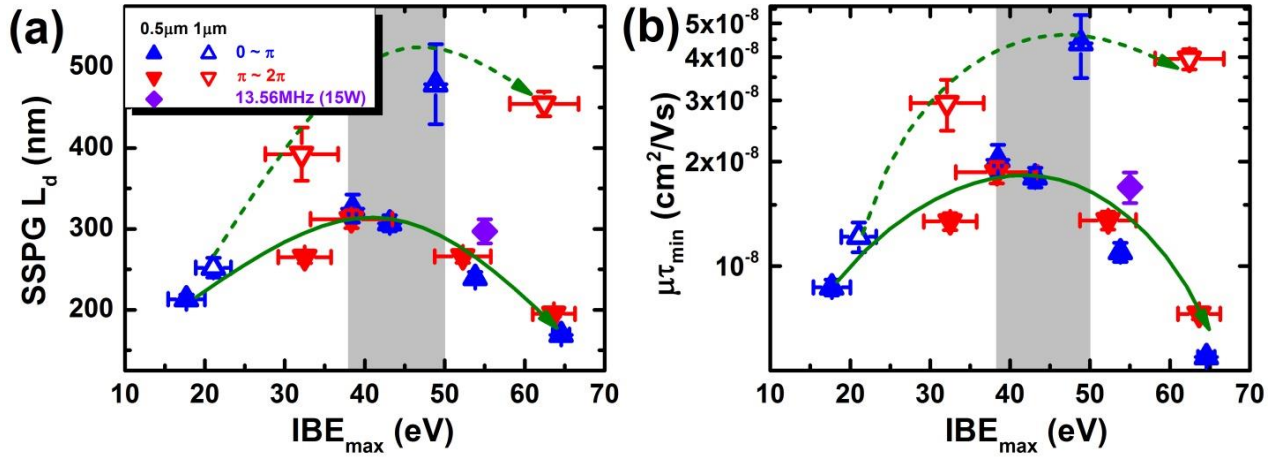 (a)
0.5μm 1μm
0 ~ π
π ~ 2π
13.56MHz (15W)
SSPG L_d (nm)
500
400
300
200
10 20 30 40 50 60 70
IBE_max (eV)
(b)
μτ_min (cm²/Vs)
5x10⁻⁸
4x10⁻⁸
3x10⁻⁸
2x10⁻⁸
10⁻⁸
10 20 30 40 50 60 70
IBE_max (eV)